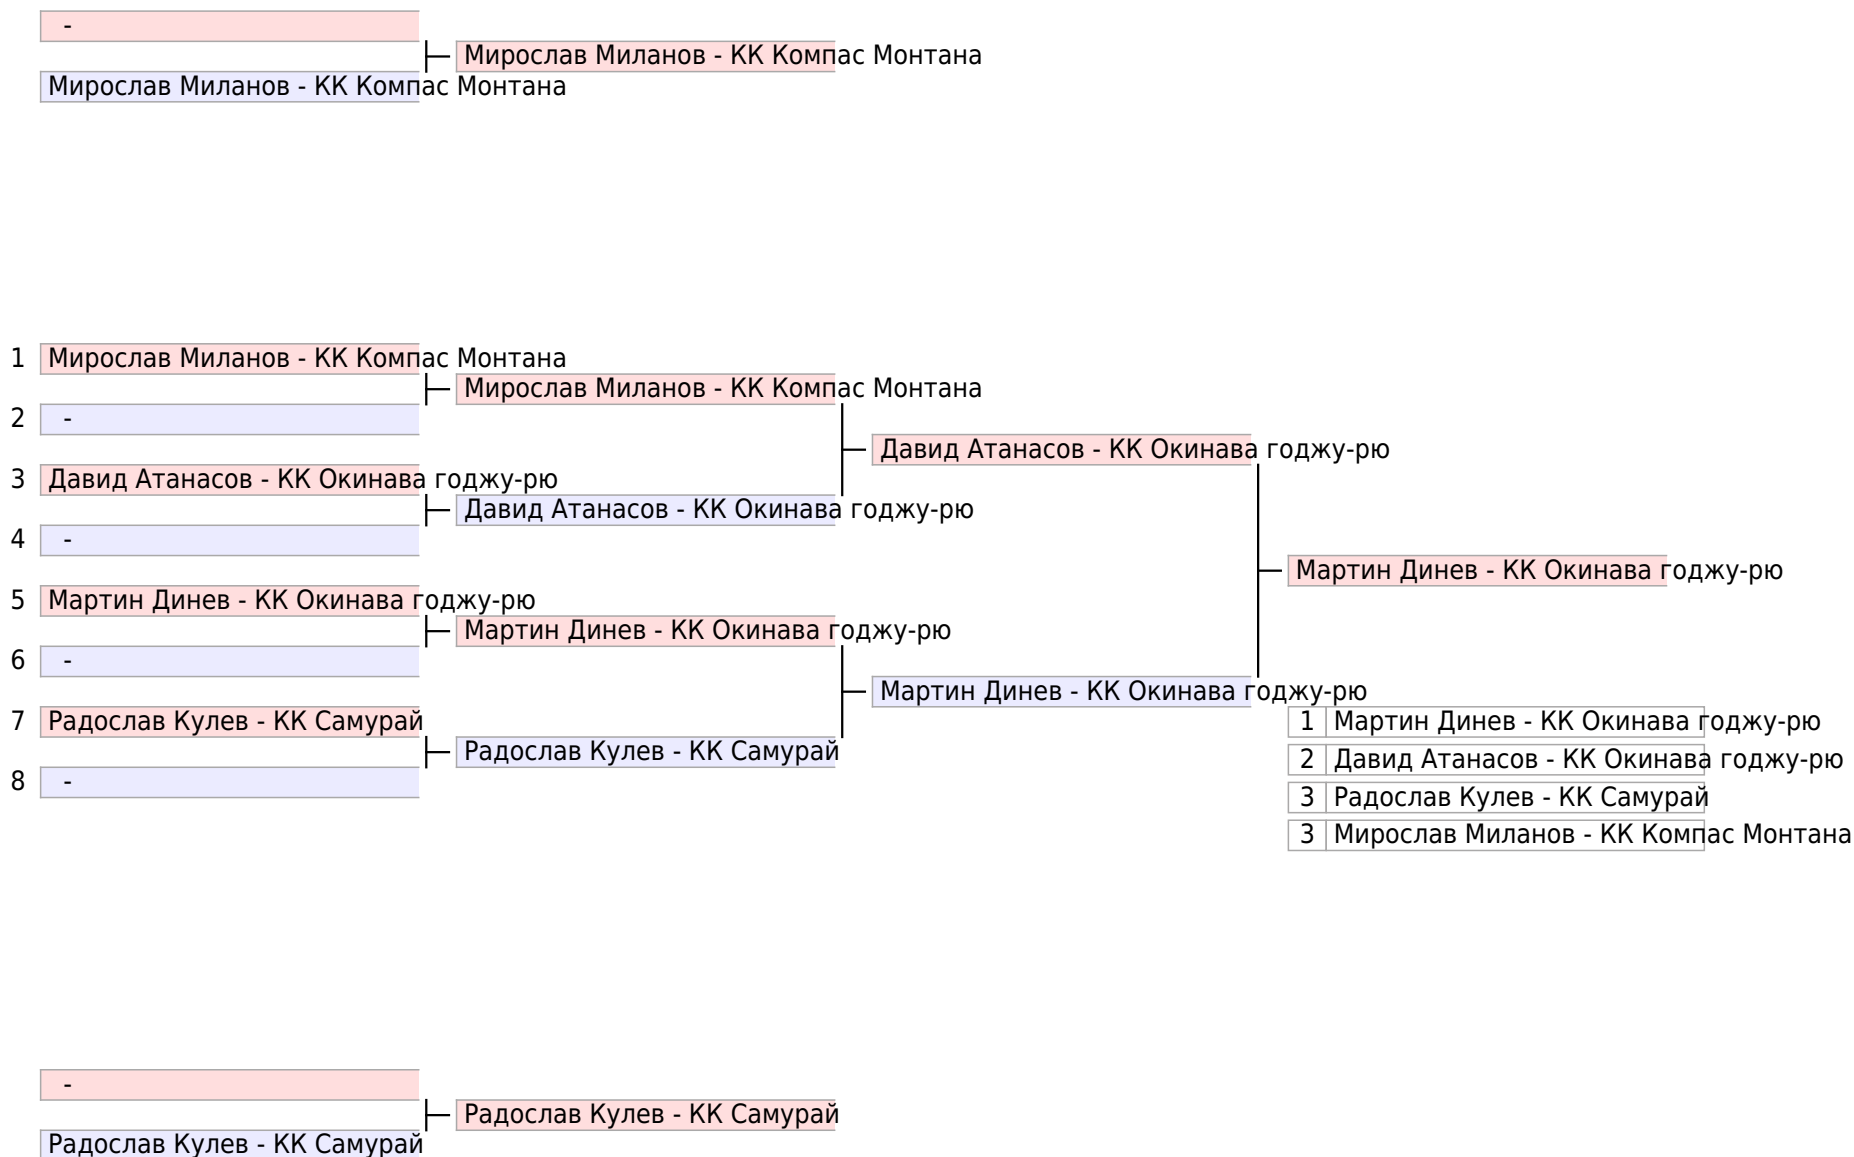 -
Мирослав Миланов - КК Компас Монтана
Мирослав Миланов - КК Компас Монтана
1 Мирослав Миланов - КК Компас Монтана
Мирослав Миланов - КК Компас Монтана
2 -
Давид Атанасов - КК Окинава годжу-рю
3 Давид Атанасов - КК Окинава годжу-рю
Давид Атанасов - КК Окинава годжу-рю
4 -
Мартин Динев - КК Окинава годжу-рю
5 Мартин Динев - КК Окинава годжу-рю
Мартин Динев - КК Окинава годжу-рю
6 -
Мартин Динев - КК Окинава годжу-рю
7 Радослав Кулев - КК Самурай
1 Мартин Динев - КК Окинава годжу-рю
Радослав Кулев - КК Самурай
2 Давид Атанасов - КК Окинава годжу-рю
8 -
3 Радослав Кулев - КК Самурай
3 Мирослав Миланов - КК Компас Монтана
-
Радослав Кулев - КК Самурай
Радослав Кулев - КК Самурай